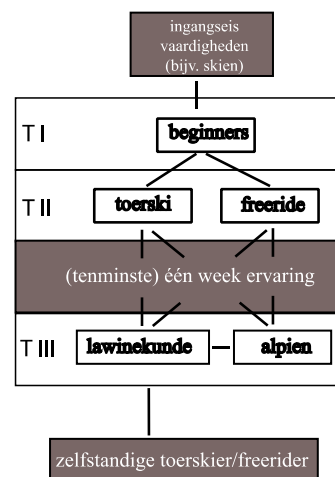 ingangseis
vaardigheden
(bijv. skien)
T I
beginners
T II
toerski
freeride
(tenminste) één week ervaring
T III
lawinekunde
alpien
zelfstandige toerskier/freerider